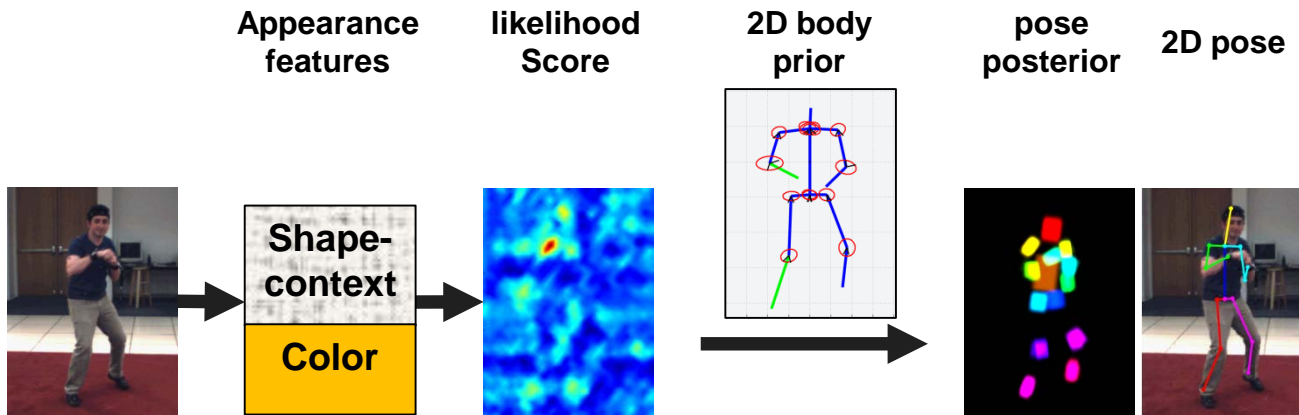 Appearance
features
likelihood
Score
2D body
prior
pose
posterior
2D pose
Shape-
context
Color